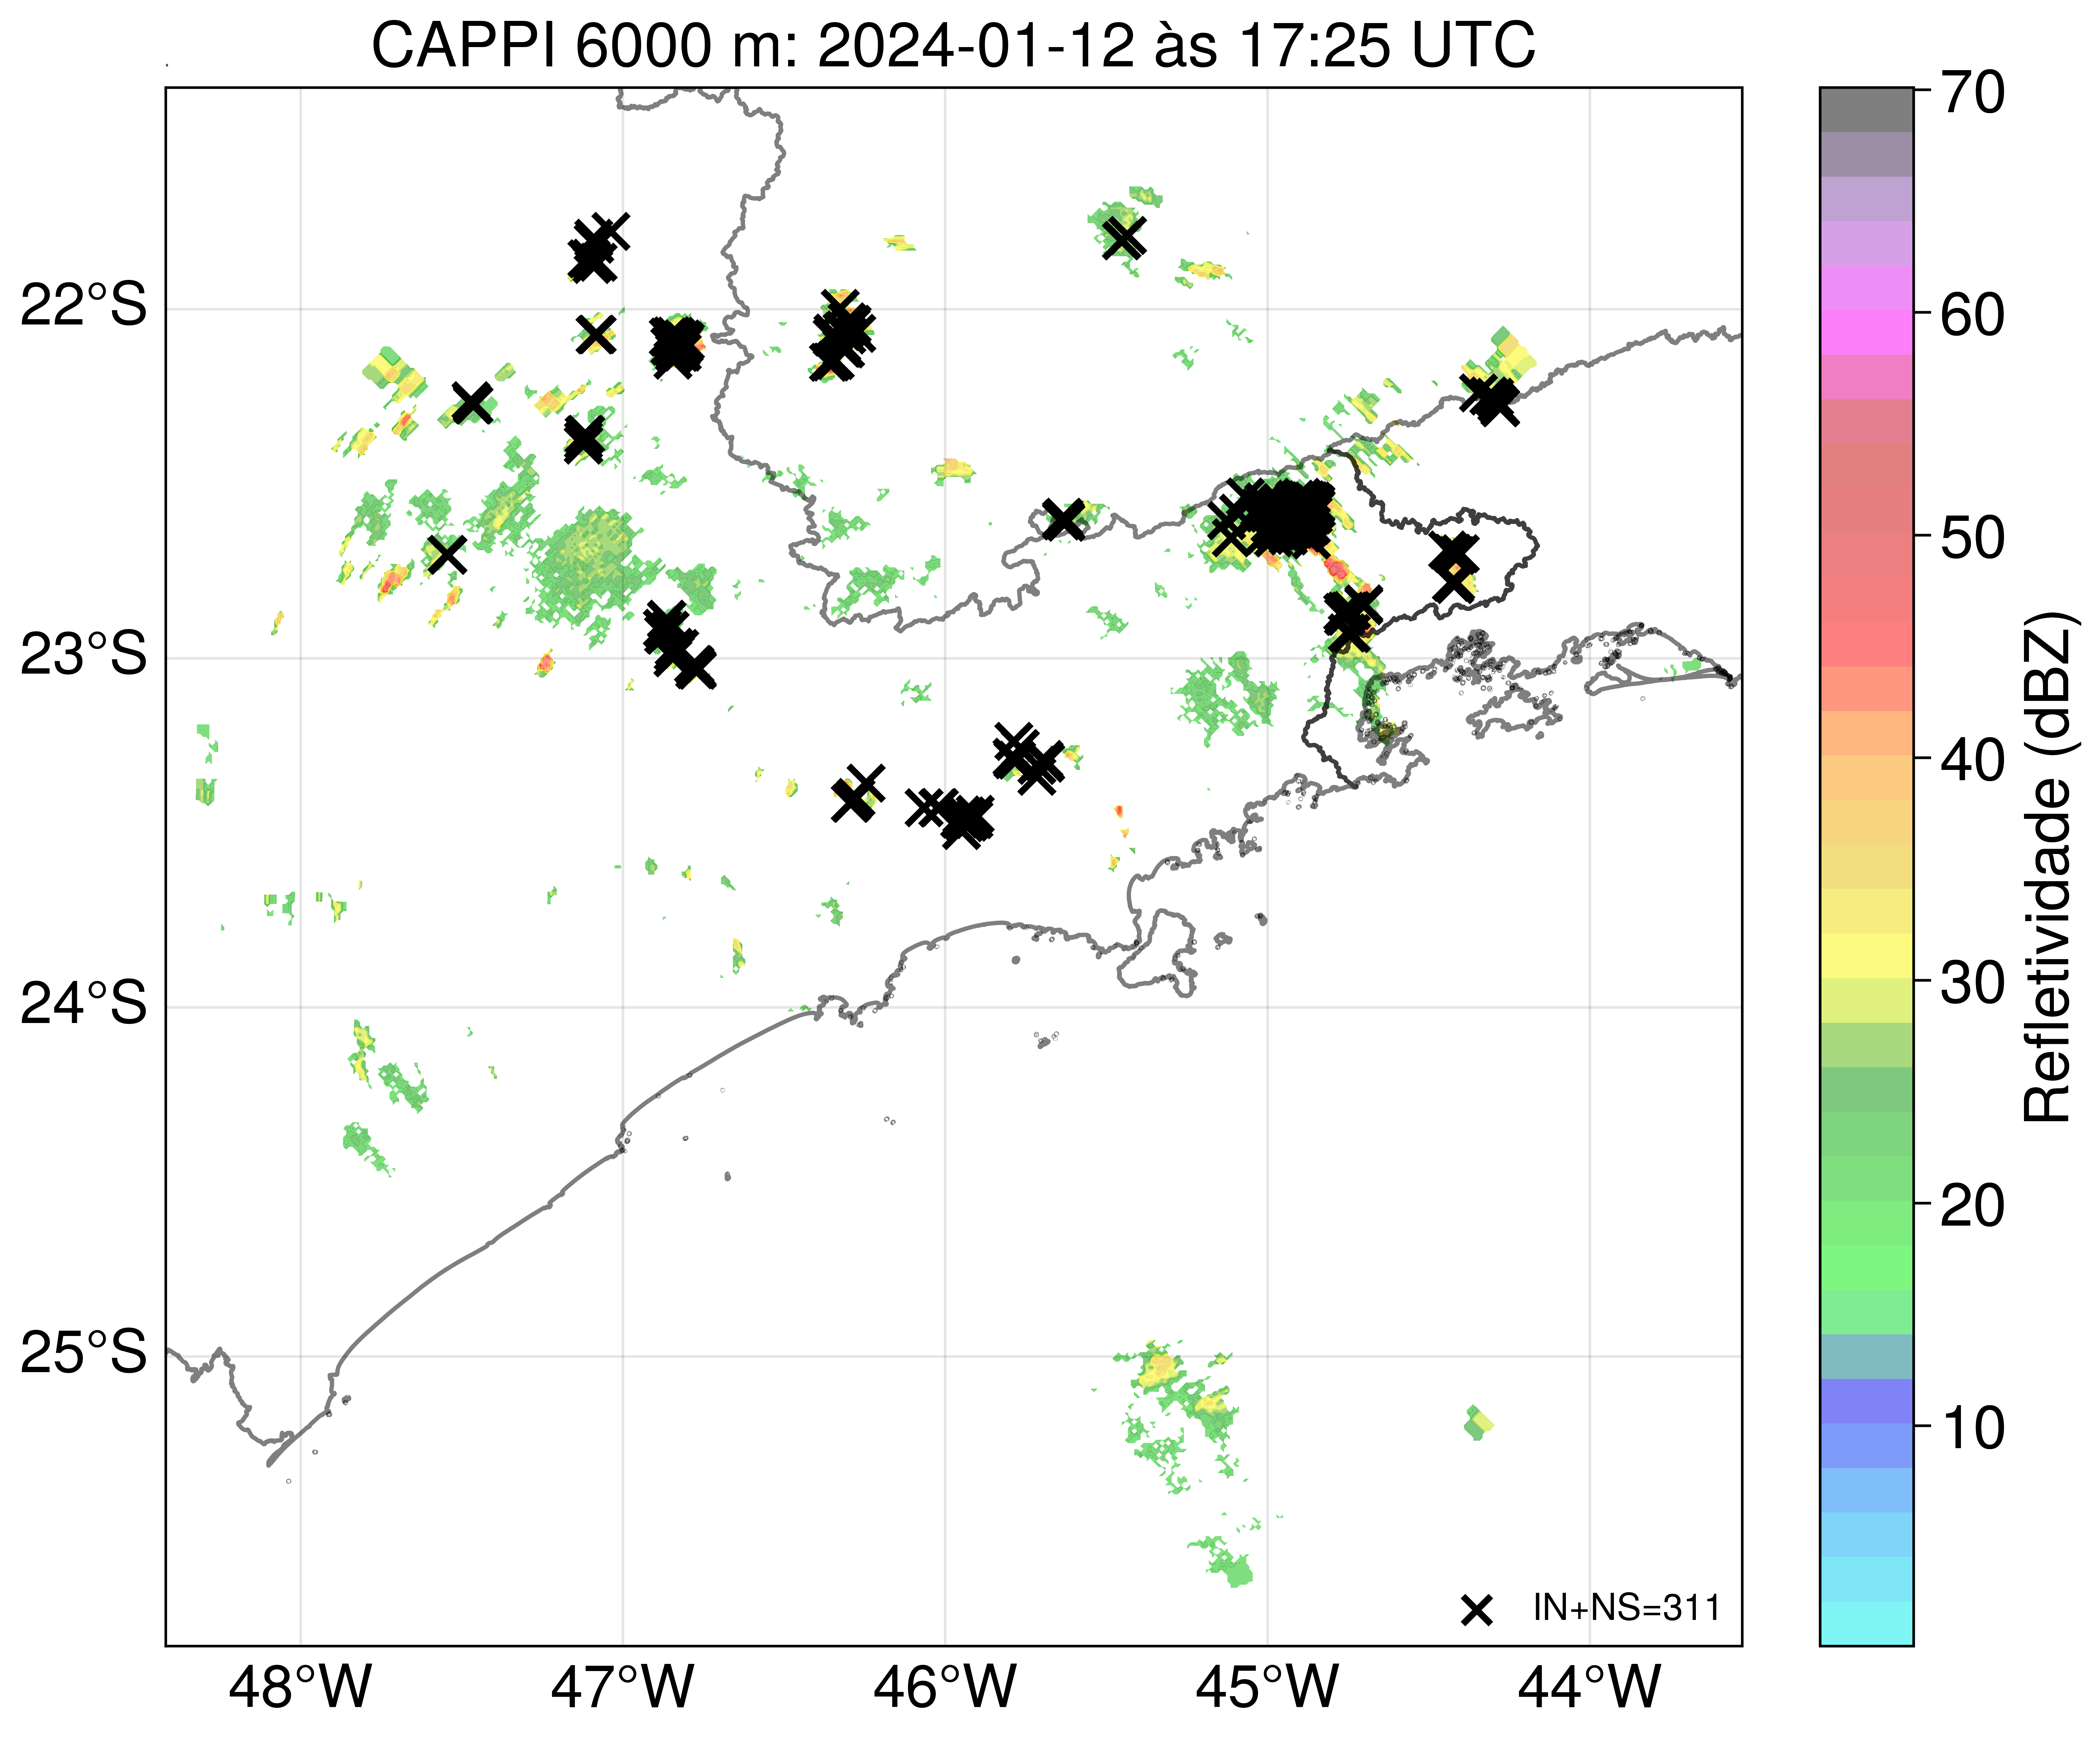 CAPPI 6000 m: 2024-01-12 às 17:25 UTC
22°S
23°S
24°S
25°S
48°W
47°W
46°W
45°W
44°W
IN+NS=311
70
60
50
40
30
20
10
Refletividade (dBZ)